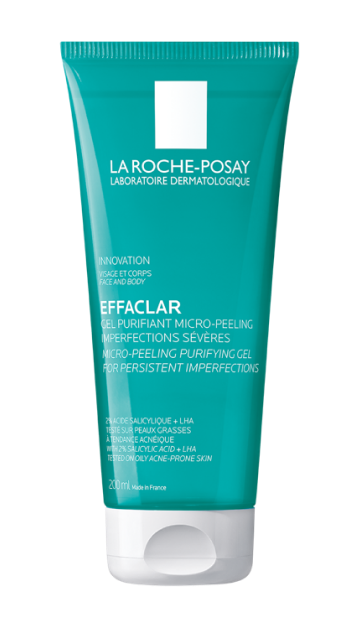 LA ROCHE-POSAY
LABORATOIRE DERMATOLOGIQUE
INNOVATION
VISAGE ET CORPS
FACE AND BODY
EFFACLAR
GEL PURIFIANT MICRO-PEELING
IMPERFECTIONS SÉVÈRES
MICRO-PEELING PURIFYING GEL
FOR PERSISTENT IMPERFECTIONS
2% ACIDE SALICYLIQUE + LHA
TESTÉ SUR PEAUX GRASSES
À TENDANCE ACNÉIQUE
WITH 2% SALICYLIC ACID + LHA
TESTED ON OILY ACNE-PRONE SKIN
200ml Made in France